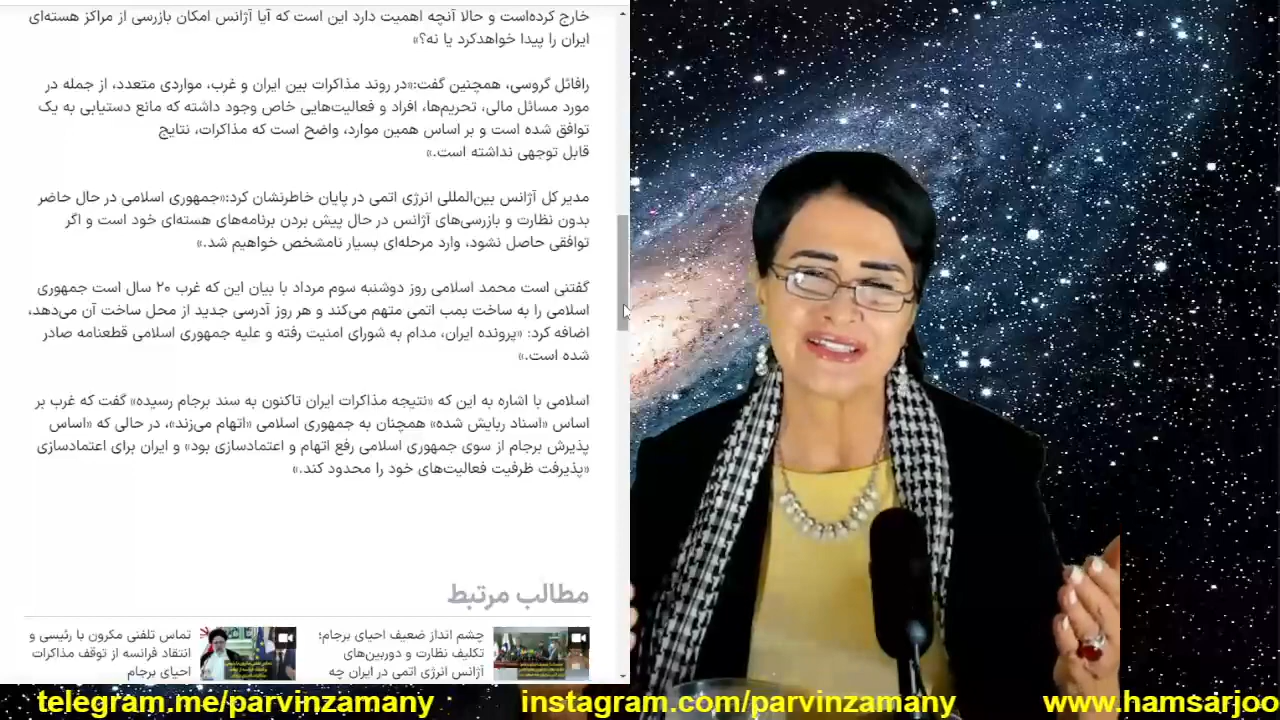 خارج کرده‌است و حالا آنچه اهمیت دارد این است که آیا آژانس امکان بازرسی از مراکز هسته‌ای
ایران را پیدا خواهدکرد یا نه؟»
رافائل گروسی، همچنین گفت:«در روند مذاکرات بین ایران و غرب، مواردی متعدد، از جمله در
مورد مسائل مالی، تحریم‌ها، افراد و فعالیت‌هایی خاص وجود داشته که مانع دستیابی به یک
توافق شده است و بر اساس همین موارد، واضح است که مذاکرات، نتایج
قابل توجهی نداشته است.»
مدیر کل آژانس بین‌المللی انرژی اتمی در پایان خاطرنشان کرد:«جمهوری اسلامی در حال حاضر
بدون نظارت و بازرسی‌های آژانس در حال پیش بردن برنامه‌های هسته‌ای خود است و اگر
توافقی حاصل نشود، وارد مرحله‌ای بسیار نامشخص خواهیم شد.»
گفتنی است محمد اسلامی روز دوشنبه سوم مرداد با بیان این که غرب ۲۰ سال است جمهوری
اسلامی را به ساخت بمب اتمی متهم می‌کند و هر روز آدرسی جدید از محل ساخت آن می‌دهد،
اضافه کرد: «پرونده ایران، مدام به شورای امنیت رفته و علیه جمهوری اسلامی قطعنامه صادر
شده است.»
اسلامی با اشاره به این که «نتیجه مذاکرات ایران تاکنون به سند برجام رسیده» گفت که غرب بر
اساس «اسناد ربایش شده» همچنان به جمهوری اسلامی «اتهام می‌زند»، در حالی که «اساس
پذیرش برجام از سوی جمهوری اسلامی رفع اتهام و اعتمادسازی بود» و ایران برای اعتمادسازی
«پذیرفت ظرفیت فعالیت‌های خود را محدود کند.»
مطالب مرتبط
چشم انداز ضعیف احیای برجام؛
تکلیف نظارت و دوربین‌های
آژانس انرژی اتمی در ایران چه
تماس تلفنی مکرون با رئیسی و
انتقاد فرانسه از توقف مذاکرات
احیای برجام
telegram.me/parvinzamany instagram.com/parvinzamany www.hamsarjoo